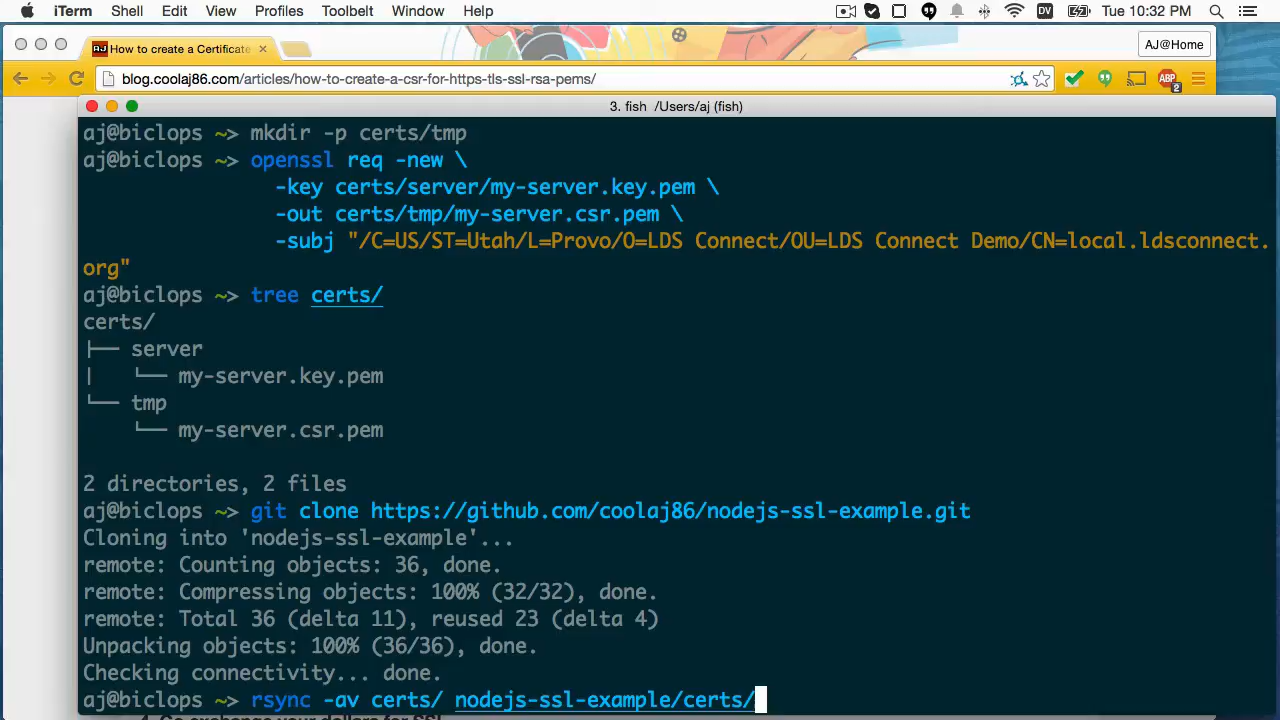 iTerm Shell Edit View Profiles Toolbelt Window Help DV Tue 10:32 PM
AJ How to create a Certificate × AJ@Home
blog.coolaj86.com/articles/how-to-create-a-csr-for-https-tls-ssl-rsa-pems/ ABP 2
3. fish /Users/aj (fish)
aj@biclops ~> mkdir -p certs/tmp
aj@biclops ~> openssl req -new \
-key certs/server/my-server.key.pem \
-out certs/tmp/my-server.csr.pem \
-subj "/C=US/ST=Utah/L=Provo/O=LDS Connect/OU=LDS Connect Demo/CN=local.ldsconnect.
org"
aj@biclops ~> tree certs/
certs/
├── server
│   └── my-server.key.pem
└── tmp
    └── my-server.csr.pem
2 directories, 2 files
aj@biclops ~> git clone https://github.com/coolaj86/nodejs-ssl-example.git
Cloning into 'nodejs-ssl-example'...
remote: Counting objects: 36, done.
remote: Compressing objects: 100% (32/32), done.
remote: Total 36 (delta 11), reused 23 (delta 4)
Unpacking objects: 100% (36/36), done.
Checking connectivity... done.
aj@biclops ~> rsync -av certs/ nodejs-ssl-example/certs/